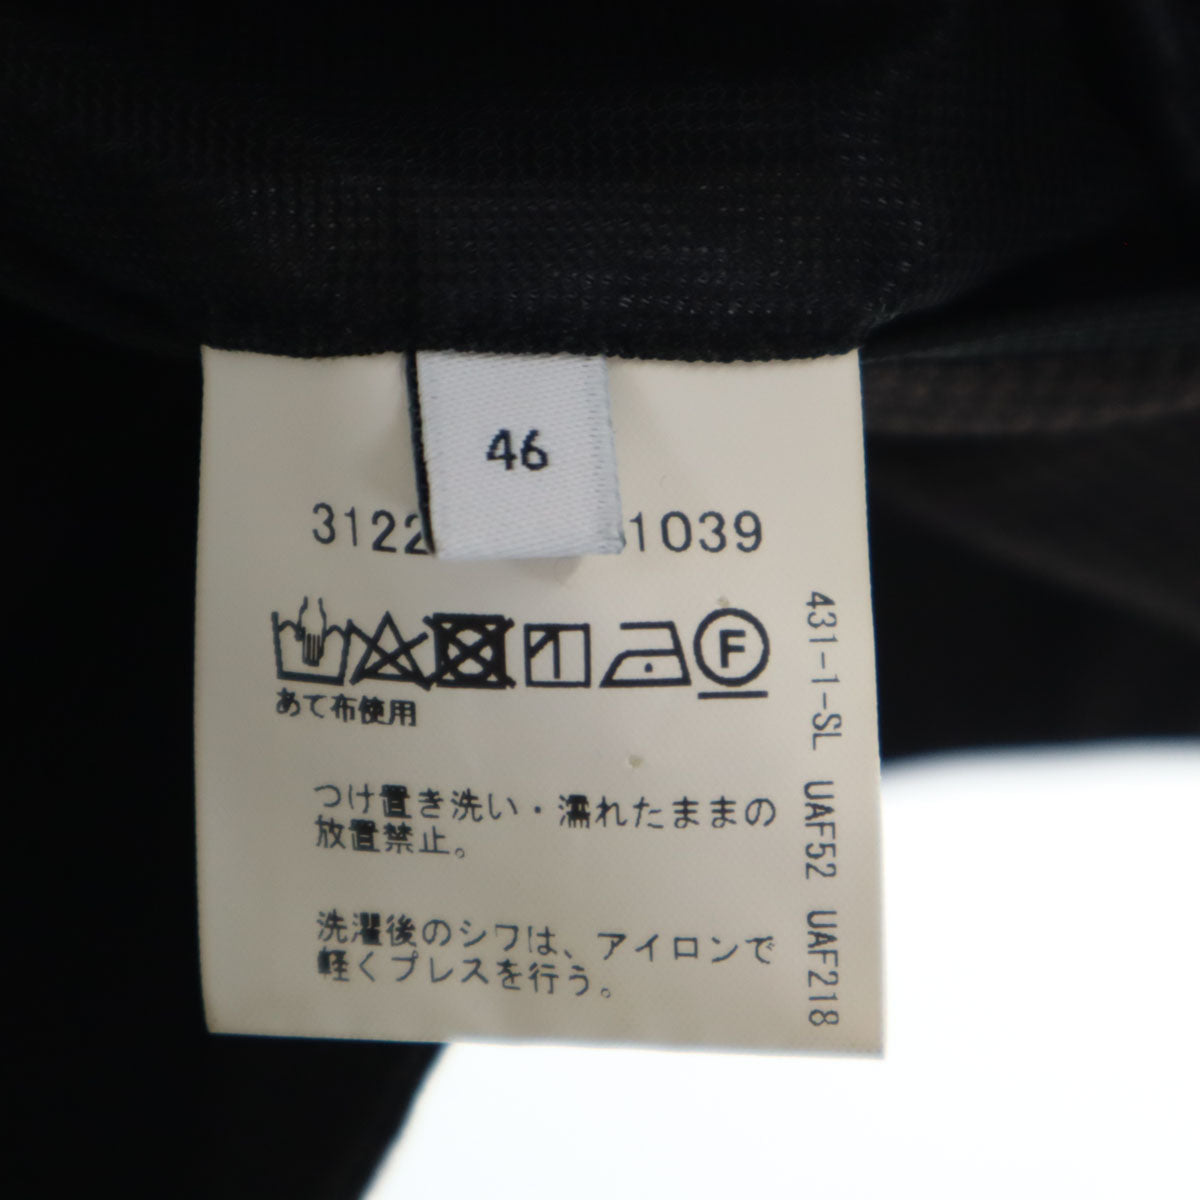 46
3122 1039
F
あて布使用
つけ置き洗い・濡れたままの
放置禁止。
洗濯後のシワは、アイロンで
軽くプレスを行う。
431-1-SL UAF52 UAF218